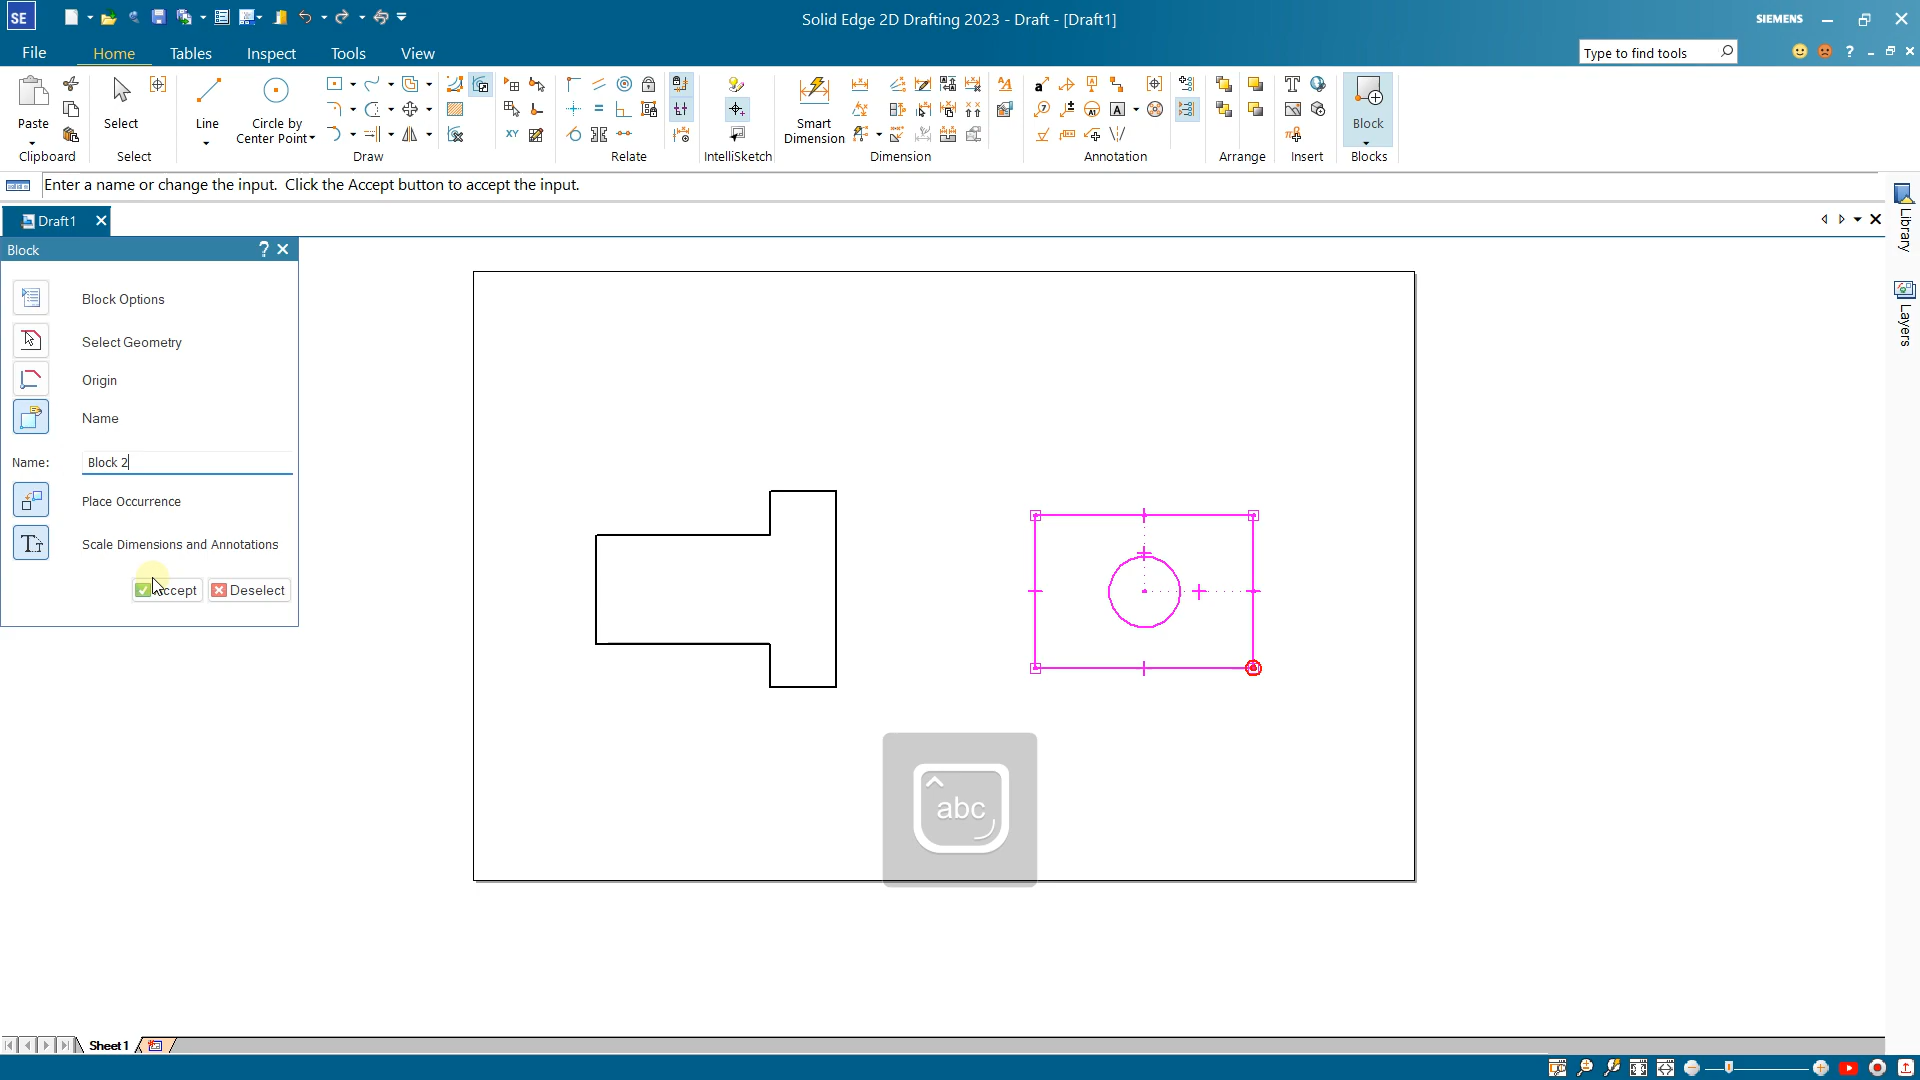 SE
Solid Edge 2D Drafting 2023 - Draft - [Draft1]
SIEMENS
File
Home
Tables
Inspect
Tools
View
Type to find tools
Paste
Select
Line
Circle by
Center Point
XY
Smart
Dimension
Block
Clipboard
Select
Draw
Relate
IntelliSketch
Dimension
Annotation
Arrange
Insert
Blocks
Enter a name or change the input. Click the Accept button to accept the input.
Draft1
Library
Layers
Block
Block Options
Select Geometry
Origin
Name
Name: Block 2
Place Occurrence
Scale Dimensions and Annotations
Deselect
abc
Sheet1